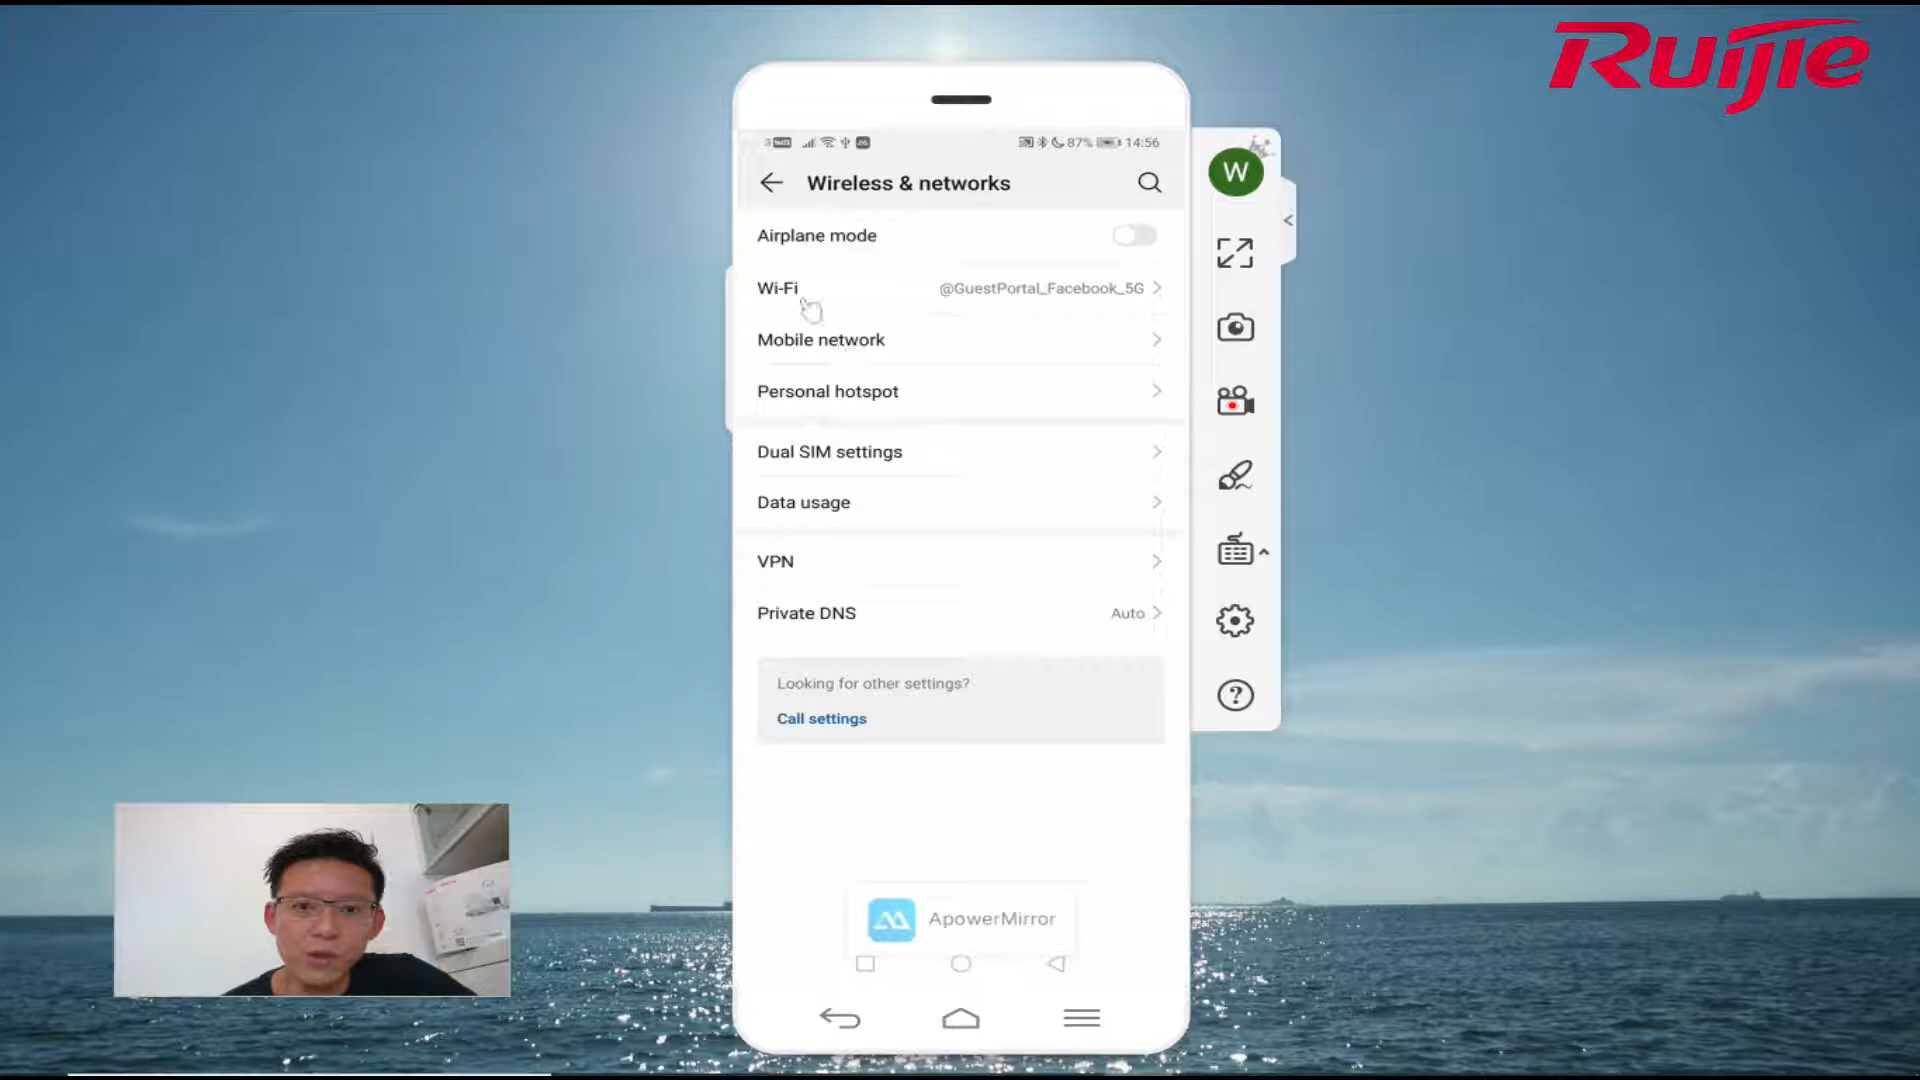 Ruijie
87% 14:56
Wireless & networks
W
Airplane mode
Wi-Fi @GuestPortal_Facebook_5G
Mobile network
Personal hotspot
Dual SIM settings
Data usage
VPN
Private DNS Auto
Looking for other settings?
Call settings
ApowerMirror